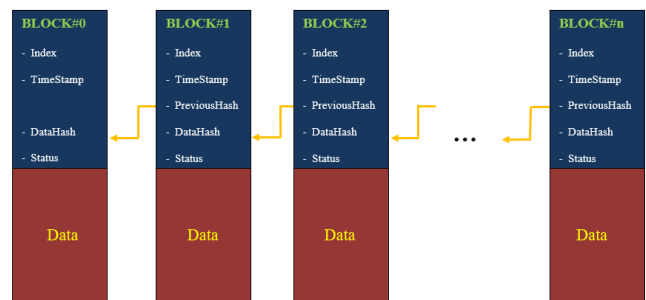 BLOCK#0
- Index
- TimeStamp
- DataHash
- Status
Data
BLOCK#1
- Index
- TimeStamp
- PreviousHash
- DataHash
- Status
Data
BLOCK#2
- Index
- TimeStamp
- PreviousHash
- DataHash
- Status
Data
...
BLOCK#n
- Index
- TimeStamp
- PreviousHash
- DataHash
- Status
Data